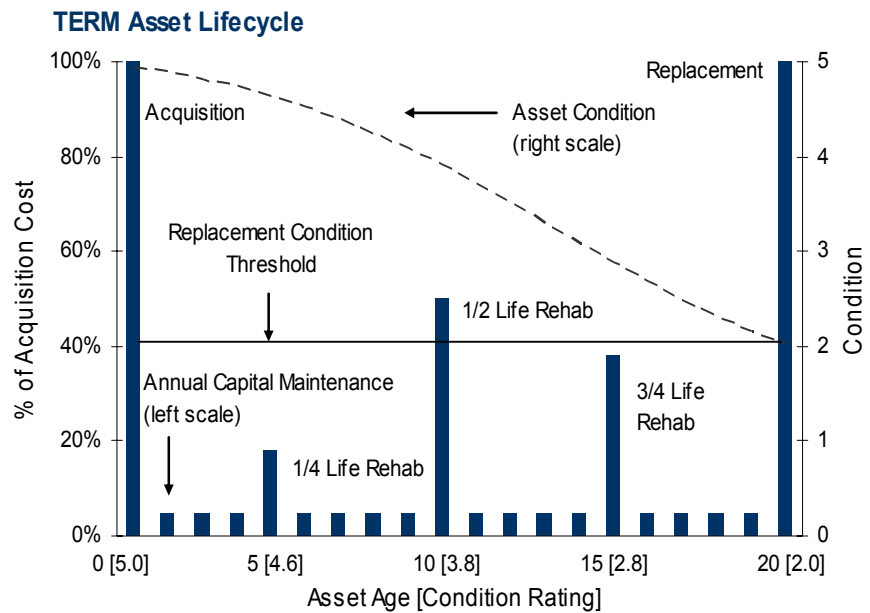 TERM Asset Lifecycle
100%
80%
60%
40%
20%
0%
% of Acquisition Cost
Acquisition
Replacement
Asset Condition
(right scale)
Replacement Condition
Threshold
1/2 Life Rehab
Annual Capital Maintenance
(left scale)
3/4 Life
Rehab
1/4 Life Rehab
5
4
3
2
1
0
Condition
0 [5.0]
5 [4.6]
10 [3.8]
15 [2.8]
20 [2.0]
Asset Age [Condition Rating]